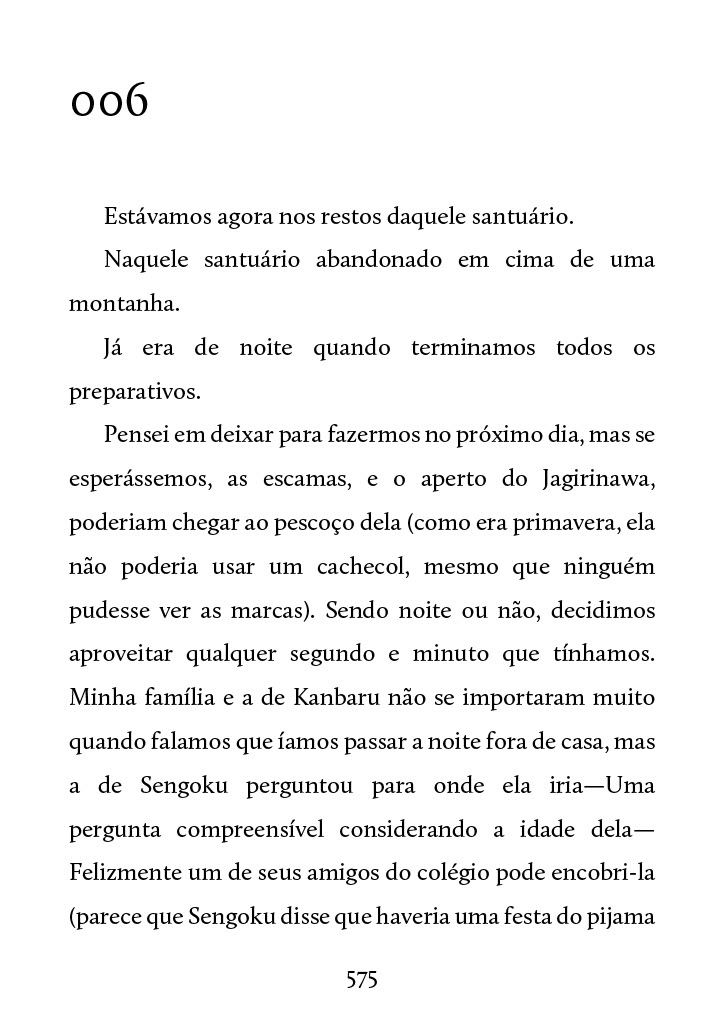 006
Estávamos agora nos restos daquele santuário.
Naquele santuário abandonado em cima de uma
montanha.
Já era de noite quando terminamos todos os
preparativos.
Pensei em deixar para fazermos no próximo dia, mas se
esperássemos, as escamas, e o aperto do Jagirinawa,
poderiam chegar ao pescoço dela (como era primavera, ela
não poderia usar um cachecol, mesmo que ninguém
pudesse ver as marcas). Sendo noite ou não, decidimos
aproveitar qualquer segundo e minuto que tínhamos.
Minha família e a de Kanbaru não se importaram muito
quando falamos que íamos passar a noite fora de casa, mas
a de Sengoku perguntou para onde ela iria—Uma
pergunta compreensível considerando a idade dela—
Felizmente um de seus amigos do colégio pode encobri-la
(parece que Sengoku disse que haveria uma festa do pijama
575